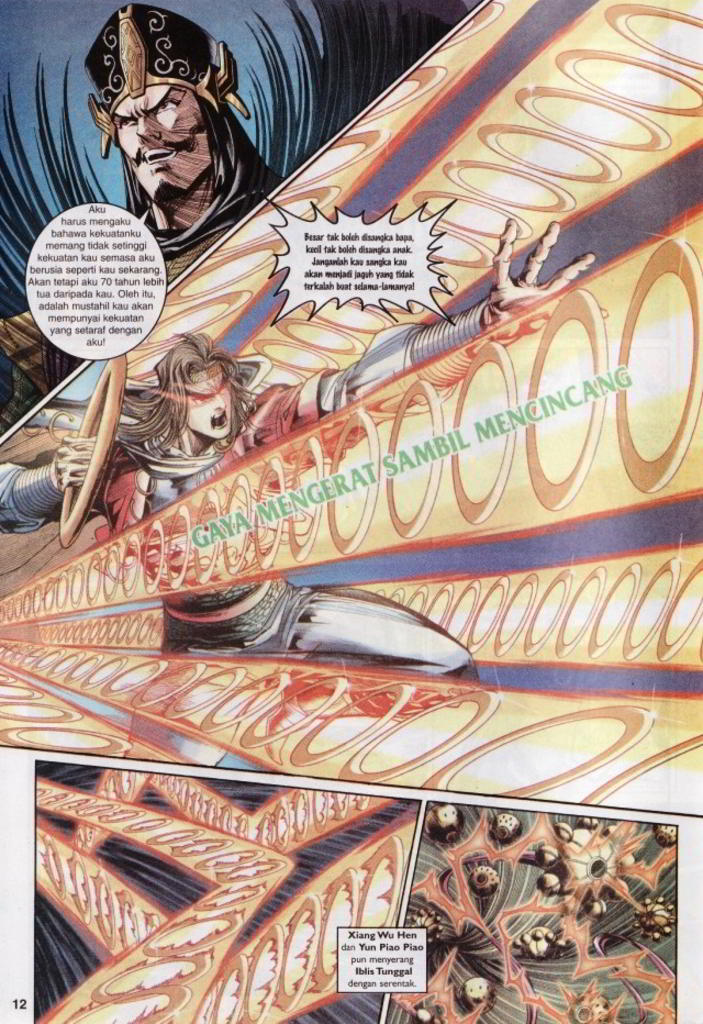 Aku
harus mengaku
bahawa kekuatanku
memang tidak setinggi
kekuatan kau semasa aku
berusia seperti kau sekarang.
Akan tetapi aku 70 tahun lebih
tua daripada kau. Oleh itu,
adalah mustahil kau akan
mempunyai kekuatan
yang setaraf dengan
aku!
Besar tak boleh disangka bapa,
kecil tak boleh disangka anak.
Janganlah kau sangka kau
akan menjadi jaguh yang tidak
terkalah buat selama-lamanya!
GAYA MENGERAT SAMBIL MENCINCANG
Xiang Wu Hen
dan Yun Piao Piao
pun menyerang
Iblis Tunggal
dengan serentak.
12